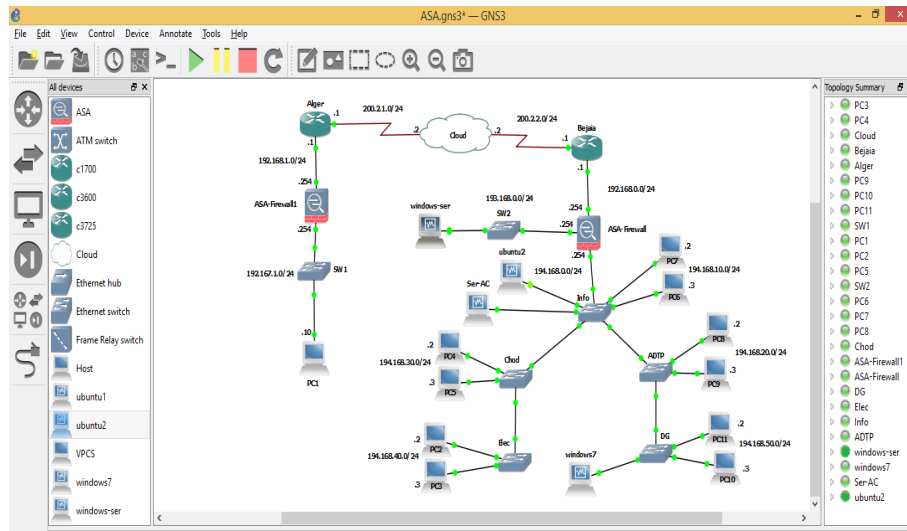 ASA.gns3* — GNS3
File Edit View Control Device Annotate Tools Help
All devices
ASA
ATM switch
c1700
c3600
c3725
Cloud
Ethernet hub
Ethernet switch
Frame Relay switch
Host
ubuntu1
ubuntu2
VPCS
windows7
windows-ser
Alger
.1
200.2.1.0/24
.2
Cloud
.2
200.2.2.0/24
Bejaia
.1
.1
192.168.1.0/24
.254
ASA-Firewall1
.254
192.167.1.0/24
SW1
.10
PC1
.1
192.168.0.0/24
.254
ASA-Firewall
.254
193.168.0.0/24
windows-ser
SW2
ubuntu2
194.168.0.0/24
Ser-AC
Info
.2
PC7
194.168.10.0/24
.3
PC6
.2
PC4
Chod
194.168.30.0/24
.3
PC5
.2
PC8
ADTP
194.168.20.0/24
.3
PC9
.2
PC2
Elec
194.168.40.0/24
.3
PC3
.2
PC11
DG
194.168.50.0/24
windows7
.3
PC10
Topology Summary
PC3
PC4
Cloud
Bejaia
Alger
PC9
PC10
PC11
SW1
PC1
PC2
PC5
SW2
PC6
PC7
PC8
Chod
ASA-Firewall1
ASA-Firewall
DG
Elec
Info
ADTP
windows-ser
windows7
Ser-AC
ubuntu2